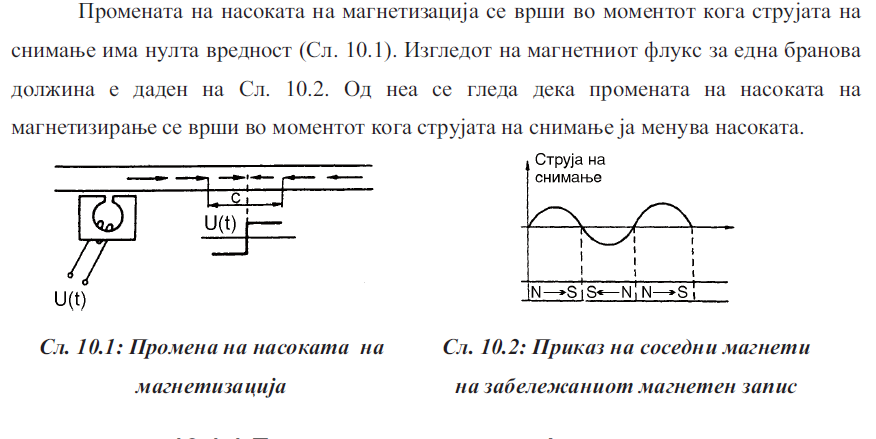 Промената на насоката на магнетизација се врши во моментот кога струјата на
снимање има нулта вредност (Сл. 10.1). Изгледот на магнетниот флукс за една бранова
должина е даден на Сл. 10.2. Од неа се гледа дека промената на насоката на
магнетизирање се врши во моментот кога струјата на снимање ја менува насоката.
C
U(t)
U(t)
Струја на
снимање
N S S N N S
Сл. 10.1: Промена на насоката на
магнетизација
Сл. 10.2: Приказ на соседни магнети
на забележаниот магнетен запис